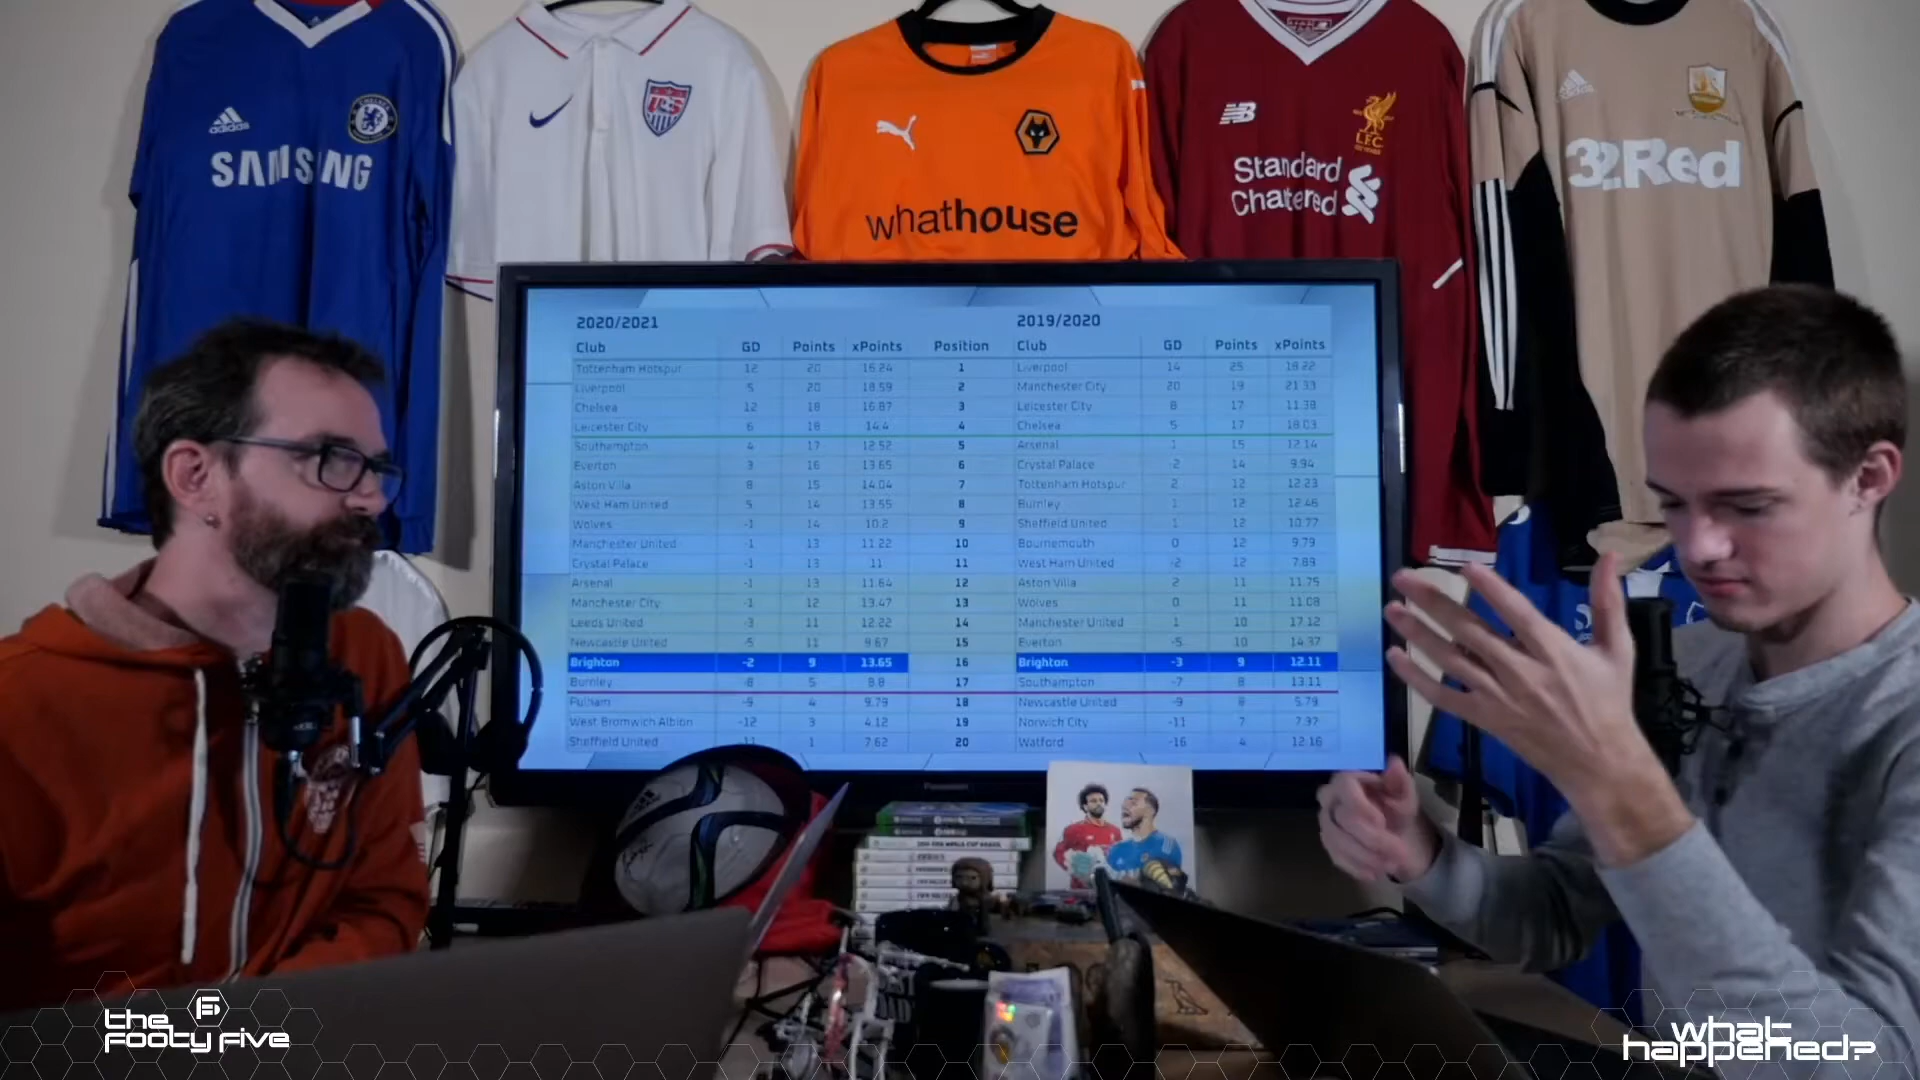 adidas
CHELSEA
SAMSUNG
US
whathouse
NB
L.F.C.
Standard
Chartered
adidas
32Red
2020/2021
2019/2020
Club GD Points xPoints Position Club GD Points xPoints
Tottenham Hotspur 12 20 16.24 1 Liverpool 14 25 18.22
Liverpool 5 20 18.59 2 Manchester City 20 19 21.33
Chelsea 12 18 16.87 3 Leicester City 8 17 11.38
Leicester City 6 18 14.4 4 Chelsea 5 17 18.03
Southampton 4 17 12.52 5 Arsenal 1 15 12.14
Everton 3 16 13.65 6 Crystal Palace -2 14 9.94
Aston Villa 8 15 14.04 7 Tottenham Hotspur 2 12 12.23
West Ham United 5 14 13.55 8 Burnley 1 12 12.46
Wolves -1 14 10.2 9 Sheffield United 1 12 10.77
Manchester United -1 13 11.22 10 Bournemouth 0 12 9.79
Crystal Palace -1 13 11 11 West Ham United -2 12 7.89
Arsenal -1 13 11.64 12 Aston Villa 2 11 11.75
Manchester City -1 12 13.47 13 Wolves 0 11 11.08
Leeds United -3 11 12.22 14 Manchester United 1 10 17.12
Newcastle United -5 11 9.67 15 Everton -5 10 14.37
Brighton -2 9 13.65 16 Brighton -3 9 12.11
Burnley -8 5 9.8 17 Southampton -7 8 13.11
Fulham -9 4 9.79 18 Newcastle United -9 8 5.79
West Bromwich Albion -12 3 4.12 19 Norwich City -11 7 7.97
Sheffield United -11 1 7.62 20 Watford -16 4 12.16
Panasonic
the
footy five
what
happened?